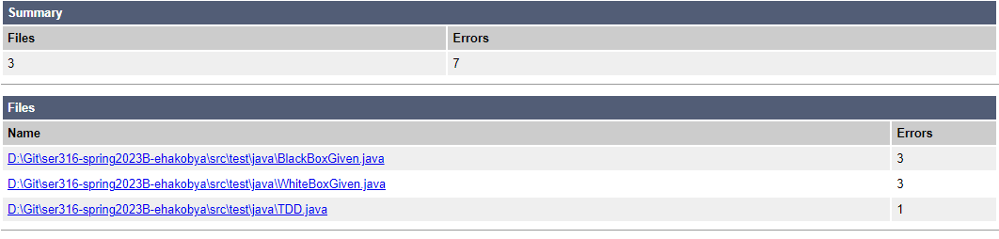 Summary
Files Errors
3 7
Files
Name Errors
D:\Git\ser316-spring2023B-ehakobya\src\test\java\BlackBoxGiven.java 3
D:\Git\ser316-spring2023B-ehakobya\src\test\java\WhiteBoxGiven.java 3
D:\Git\ser316-spring2023B-ehakobya\src\test\java\TDD.java 1